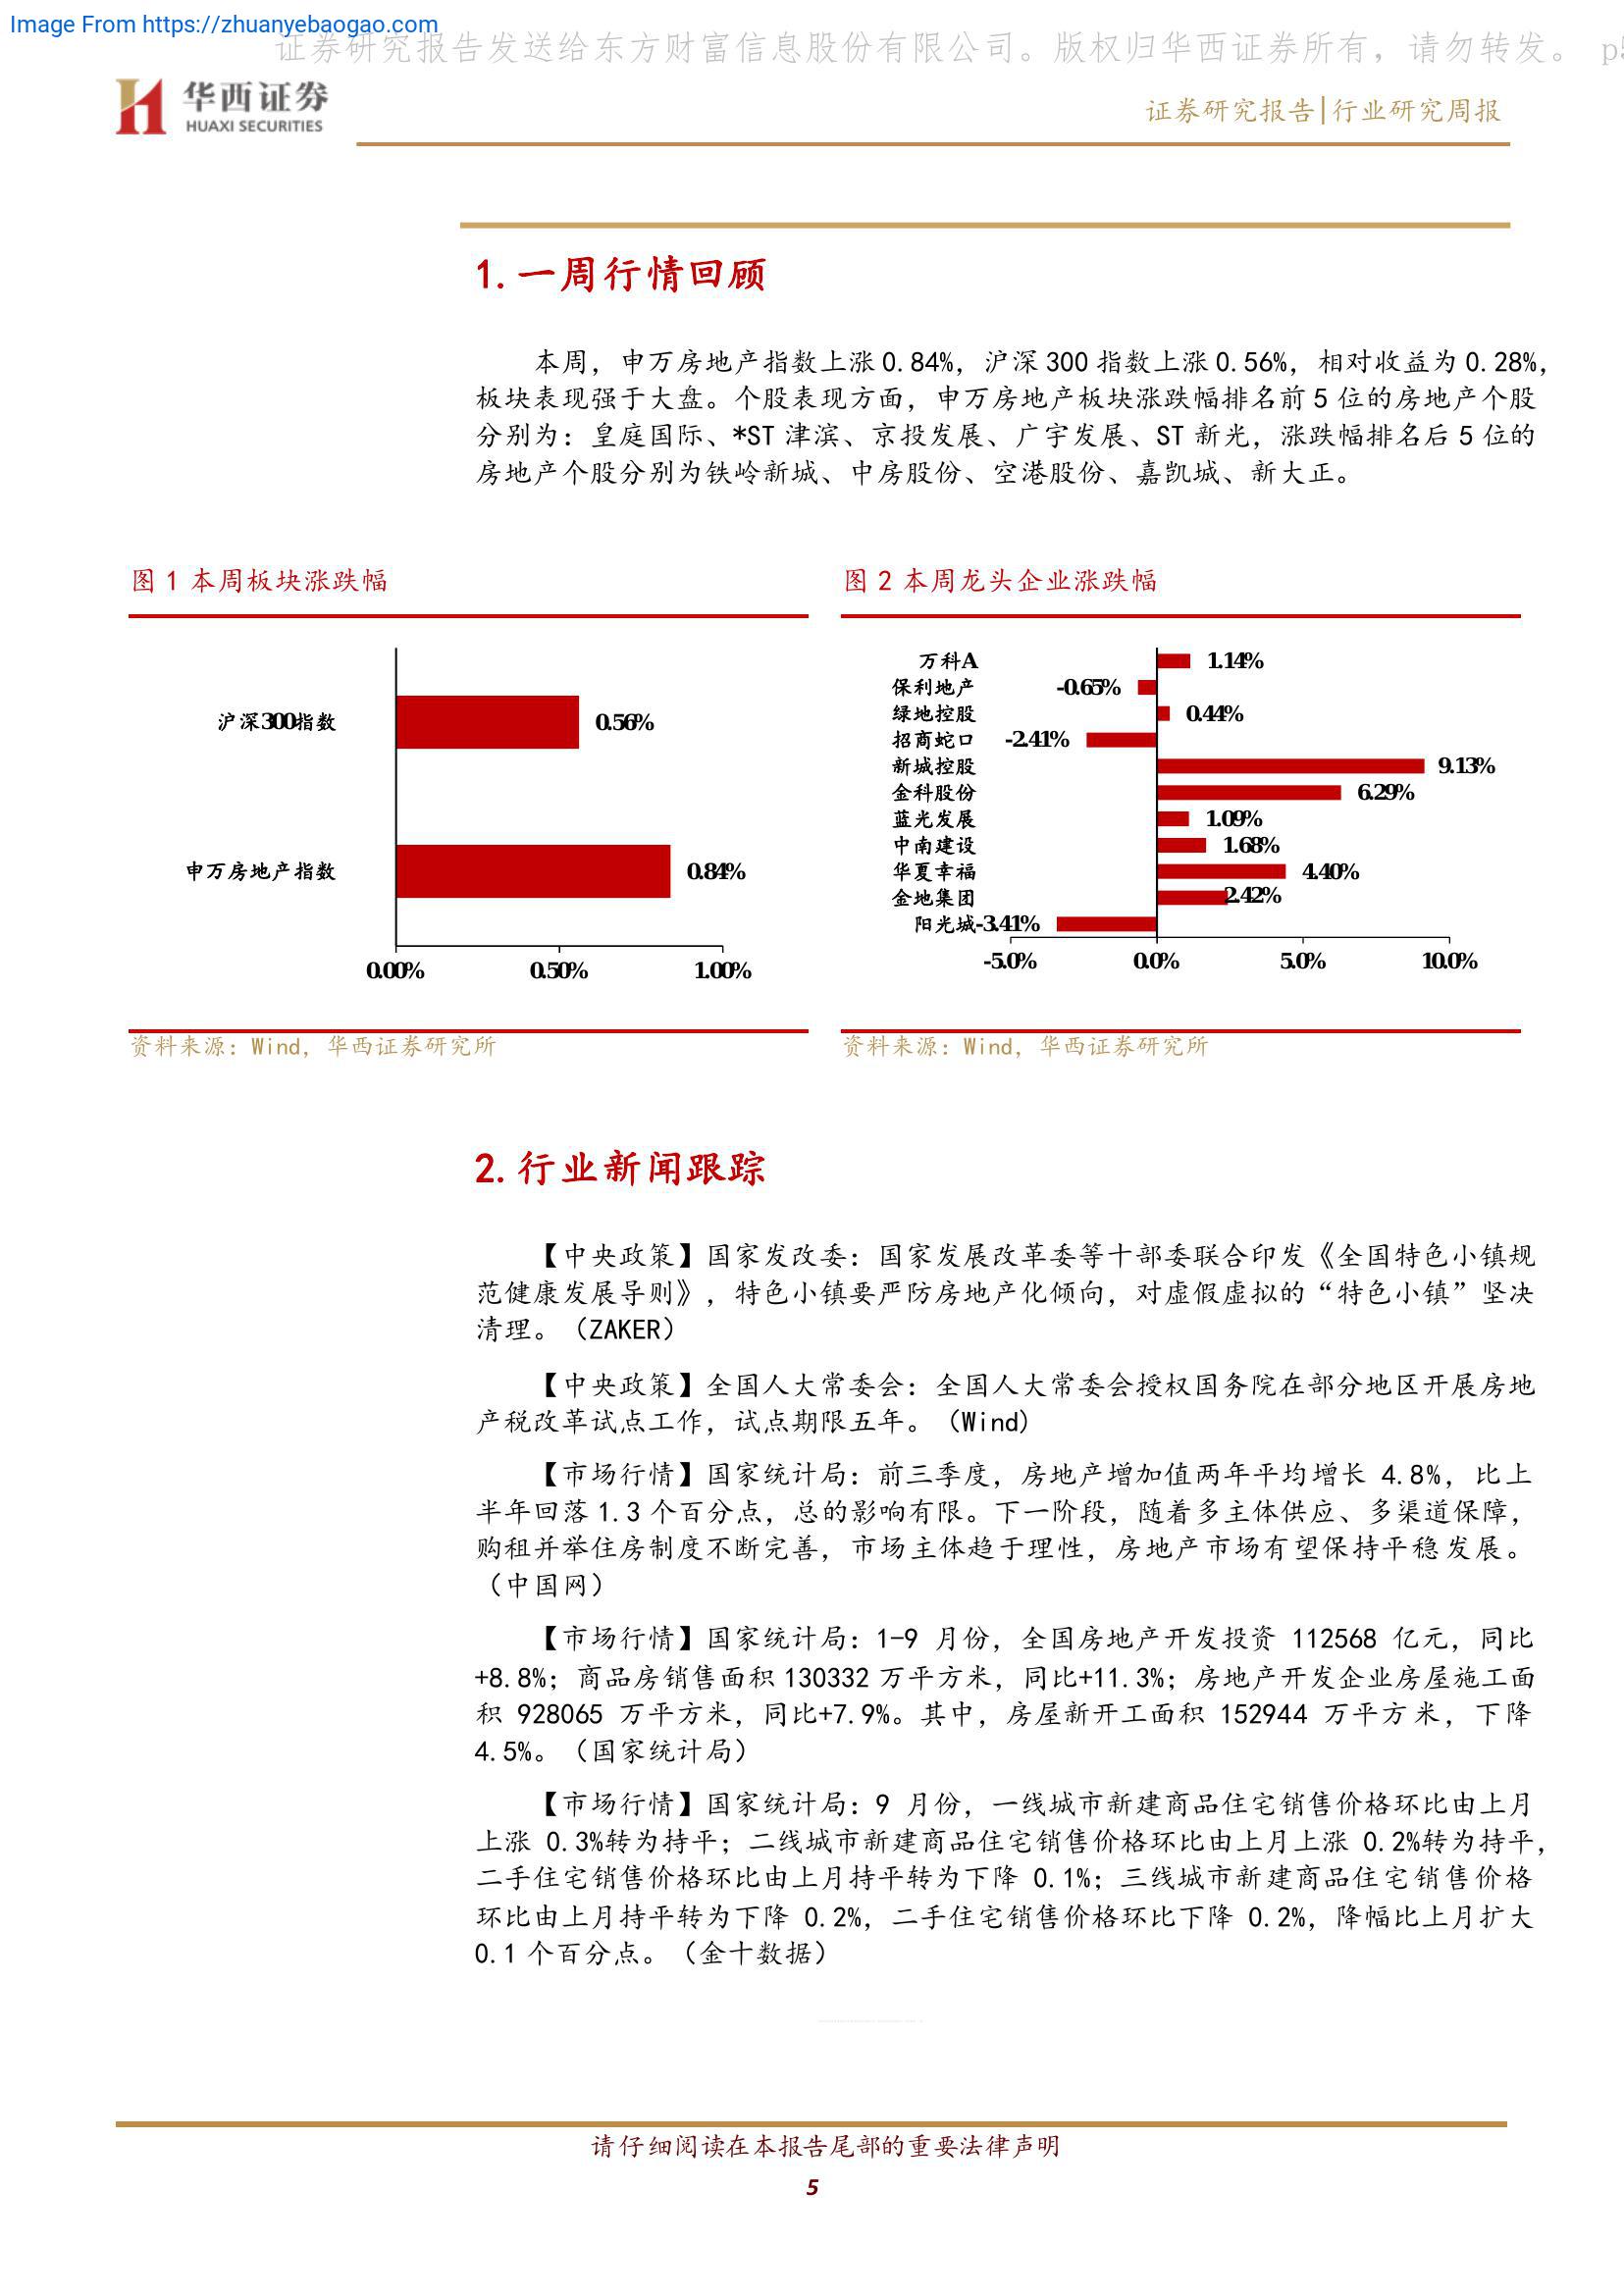 Image From https://zhuanyebaogao.com
证券研究报告发送给东方财富信息股份有限公司。版权归华西证券所有，请勿转发。 p5
华西证券
HUAXI SECURITIES
证券研究报告|行业研究周报
1.一周行情回顾
本周，申万房地产指数上涨0.84%，沪深300指数上涨0.56%，相对收益为0.28%，
板块表现强于大盘。个股表现方面，申万房地产板块涨跌幅排名前5位的房地产个股
分别为：皇庭国际、*ST津滨、京投发展、广宇发展、ST新光，涨跌幅排名后5位的
房地产个股分别为铁岭新城、中房股份、空港股份、嘉凯城、新大正。
图1 本周板块涨跌幅
沪深300指数 0.56%
申万房地产指数 0.84%
0.00% 0.50% 1.00%
资料来源：Wind，华西证券研究所
图2 本周龙头企业涨跌幅
万科A 1.14%
保利地产 -0.65%
绿地控股 0.44%
招商蛇口 -2.41%
新城控股 9.13%
金科股份 6.29%
蓝光发展 1.09%
中南建设 1.68%
华夏幸福 4.40%
金地集团 2.42%
阳光城 -3.41%
-5.0% 0.0% 5.0% 10.0%
资料来源：Wind，华西证券研究所
2.行业新闻跟踪
【中央政策】国家发改委：国家发展改革委等十部委联合印发《全国特色小镇规
范健康发展导则》，特色小镇要严防房地产化倾向，对虚假虚拟的“特色小镇”坚决
清理。（ZAKER）
【中央政策】全国人大常委会：全国人大常委会授权国务院在部分地区开展房地
产税改革试点工作，试点期限五年。（Wind)
【市场行情】国家统计局：前三季度，房地产增加值两年平均增长 4.8%，比上
半年回落1.3个百分点，总的影响有限。下一阶段，随着多主体供应、多渠道保障，
购租并举住房制度不断完善，市场主体趋于理性，房地产市场有望保持平稳发展。
（中国网）
【市场行情】国家统计局：1-9 月份，全国房地产开发投资 112568 亿元，同比
+8.8%；商品房销售面积130332万平方米，同比+11.3%；房地产开发企业房屋施工面
积 928065 万平方米，同比+7.9%。其中，房屋新开工面积 152944 万平方米，下降
4.5%。（国家统计局）
【市场行情】国家统计局：9 月份，一线城市新建商品住宅销售价格环比由上月
上涨 0.3%转为持平；二线城市新建商品住宅销售价格环比由上月上涨 0.2%转为持平，
二手住宅销售价格环比由上月持平转为下降 0.1%；三线城市新建商品住宅销售价格
环比由上月持平转为下降 0.2%，二手住宅销售价格环比下降 0.2%，降幅比上月扩大
0.1个百分点。（金十数据）
请仔细阅读在本报告尾部的重要法律声明
5